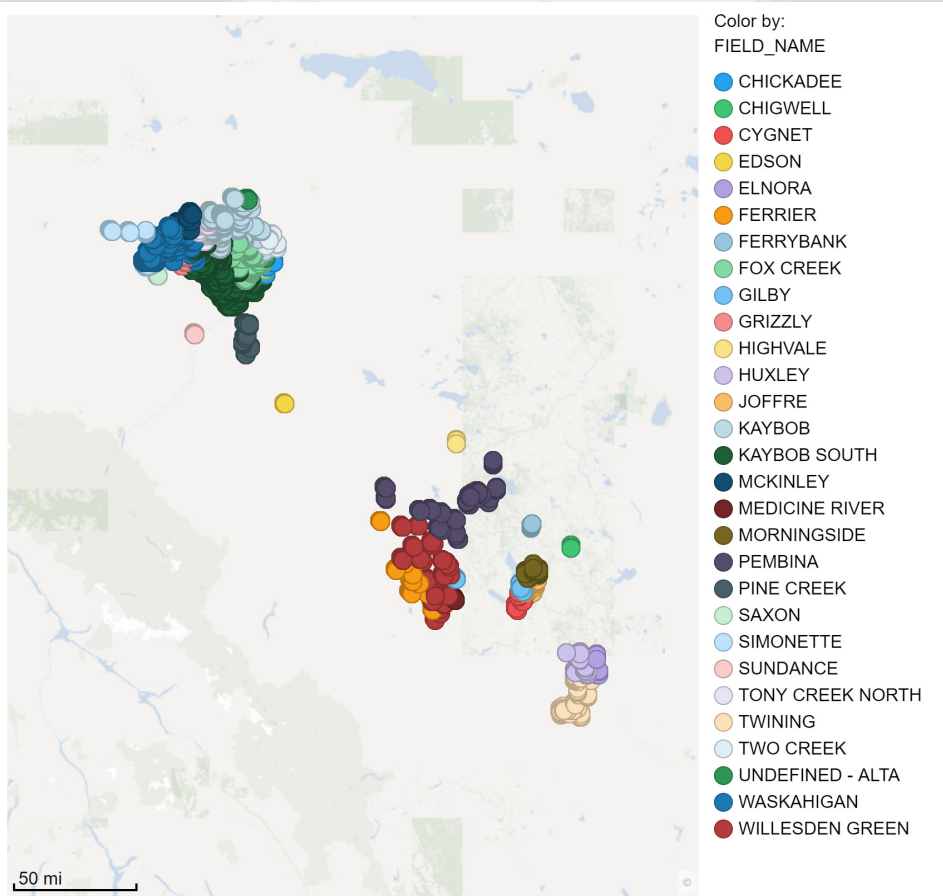 Color by:
FIELD_NAME
CHICKADEE
CHIGWELL
CYGNET
EDSON
ELNORA
FERRIER
FERRYBANK
FOX CREEK
GILBY
GRIZZLY
HIGHVALE
HUXLEY
JOFFRE
KAYBOB
KAYBOB SOUTH
MCKINLEY
MEDICINE RIVER
MORNINGSIDE
PEMBINA
PINE CREEK
SAXON
SIMONETTE
SUNDANCE
TONY CREEK NORTH
TWINING
TWO CREEK
UNDEFINED - ALTA
WASKAHIGAN
WILLESDEN GREEN
50 mi
©